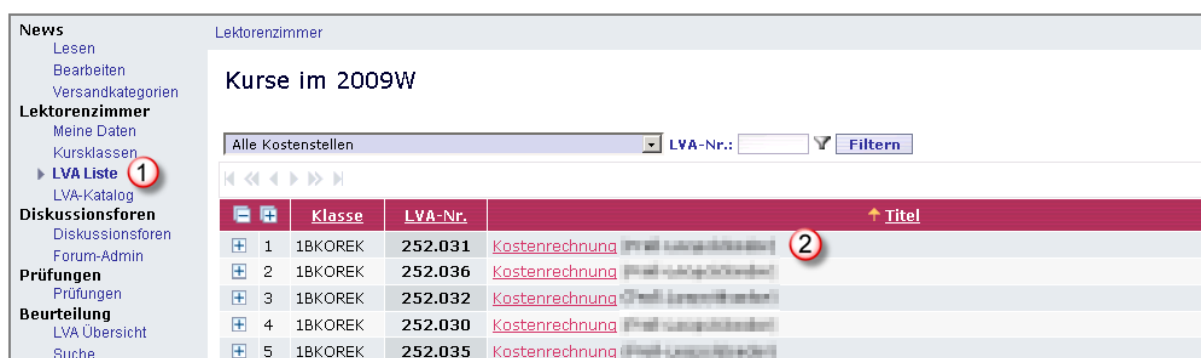 News
Lesen
Bearbeiten
Versandkategorien
Lektorenzimmer
Meine Daten
Kursklassen
LVA Liste 1
LVA-Katalog
Diskussionsforen
Diskussionsforen
Forum-Admin
Prüfungen
Prüfungen
Beurteilung
LVA Übersicht
Suche
Lektorenzimmer
Kurse im 2009W
Alle Kostenstellen LVA-Nr.: Filtern
Klasse LVA-Nr. Titel
1 1BKOREK 252.031 Kostenrechnung 2
2 1BKOREK 252.036 Kostenrechnung
3 1BKOREK 252.032 Kostenrechnung
4 1BKOREK 252.030 Kostenrechnung
5 1BKOREK 252.035 Kostenrechnung